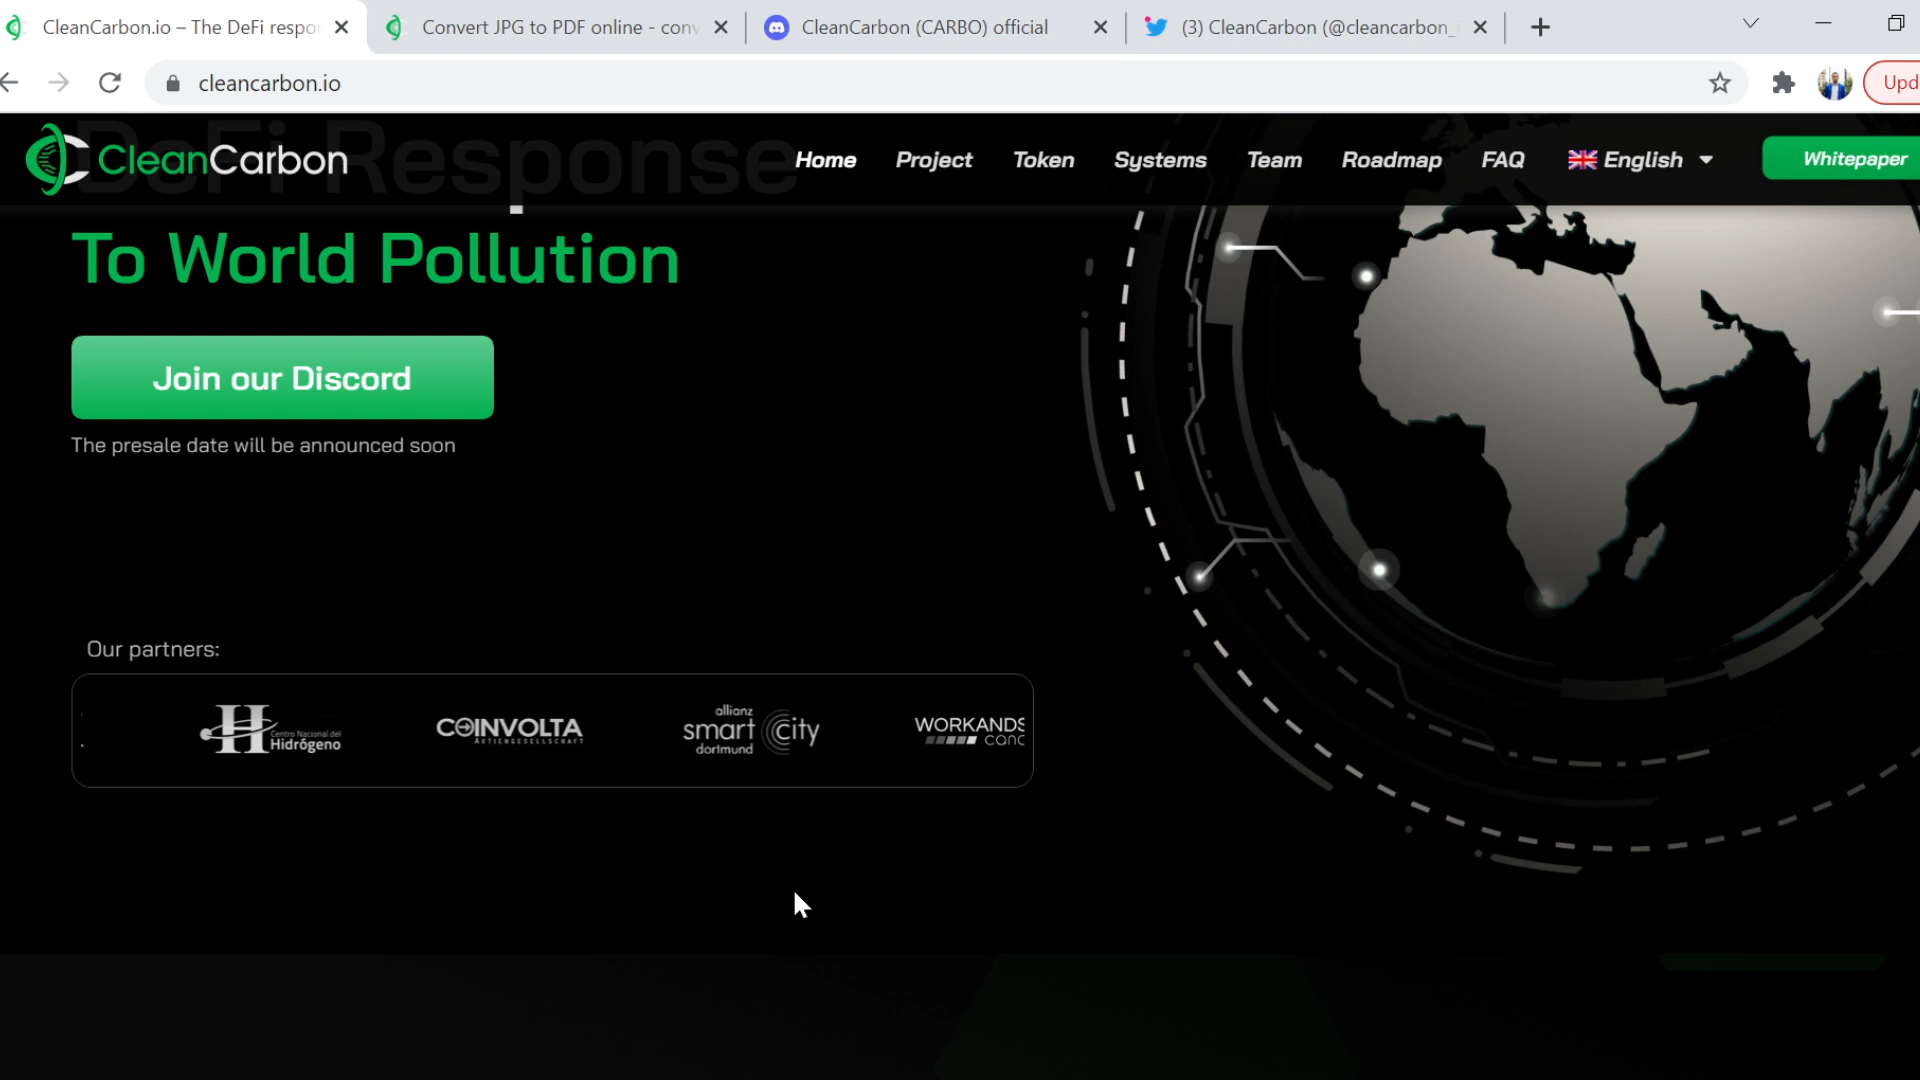 CleanCarbon.io – The DeFi respo
Convert JPG to PDF online - conv
CleanCarbon (CARBO) official
(3) CleanCarbon (@cleancarbon_i
cleancarbon.io
Upd
DeFi Response
CleanCarbon
Home
Project
Token
Systems
Team
Roadmap
FAQ
English
Whitepaper
To World Pollution
Join our Discord
The presale date will be announced soon
Our partners:
H Centro Nacional del
Hidrógeno
COINVOLTA
AKTIENGESELLSCHAFT
allianz
smart city
dortmund
WORKANDS
canc